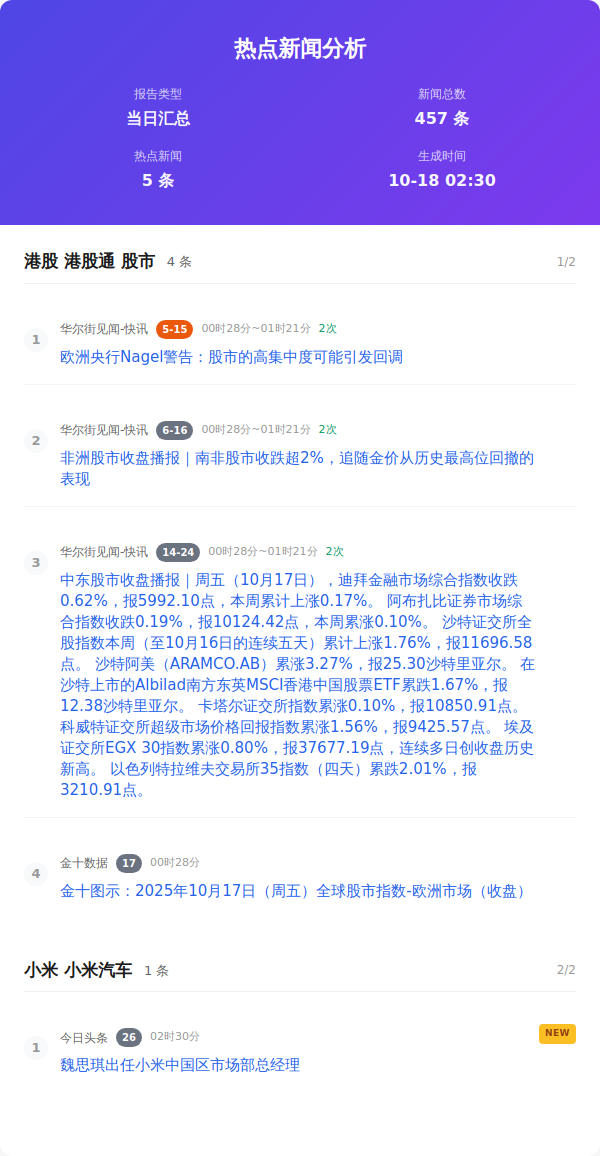 热点新闻分析
报告类型
当日汇总
新闻总数
457 条
热点新闻
5 条
生成时间
10-18 02:30
港股 港股通 股市 4 条 1/2
1
华尔街见闻-快讯 5-15 00时28分~01时21分 2次
欧洲央行Nagel警告：股市的高集中度可能引发回调
2
华尔街见闻-快讯 6-16 00时28分~01时21分 2次
非洲股市收盘播报｜南非股市收跌超2%，追随金价从历史最高位回撤的
表现
3
华尔街见闻-快讯 14-24 00时28分~01时21分 2次
中东股市收盘播报｜周五（10月17日），迪拜金融市场综合指数收跌
0.62%，报5992.10点，本周累计上涨0.17%。 阿布扎比证券市场综
合指数收跌0.19%，报10124.42点，本周累涨0.10%。 沙特证交所全
股指数本周（至10月16日的连续五天）累计上涨1.76%，报11696.58
点。 沙特阿美（ARAMCO.AB）累涨3.27%，报25.30沙特里亚尔。 在
沙特上市的Albilad南方东英MSCI香港中国股票ETF累跌1.67%，报
12.38沙特里亚尔。 卡塔尔证交所指数累涨0.10%，报10850.91点。
科威特证交所超级市场价格回报指数累涨1.56%，报9425.57点。 埃及
证交所EGX 30指数累涨0.80%，报37677.19点，连续多日创收盘历史
新高。 以色列特拉维夫交易所35指数（四天）累跌2.01%，报
3210.91点。
4
金十数据 17 00时28分
金十图示：2025年10月17日（周五）全球股市指数-欧洲市场（收盘）
小米 小米汽车 1 条 2/2
1
今日头条 26 02时30分 NEW
魏思琪出任小米中国区市场部总经理